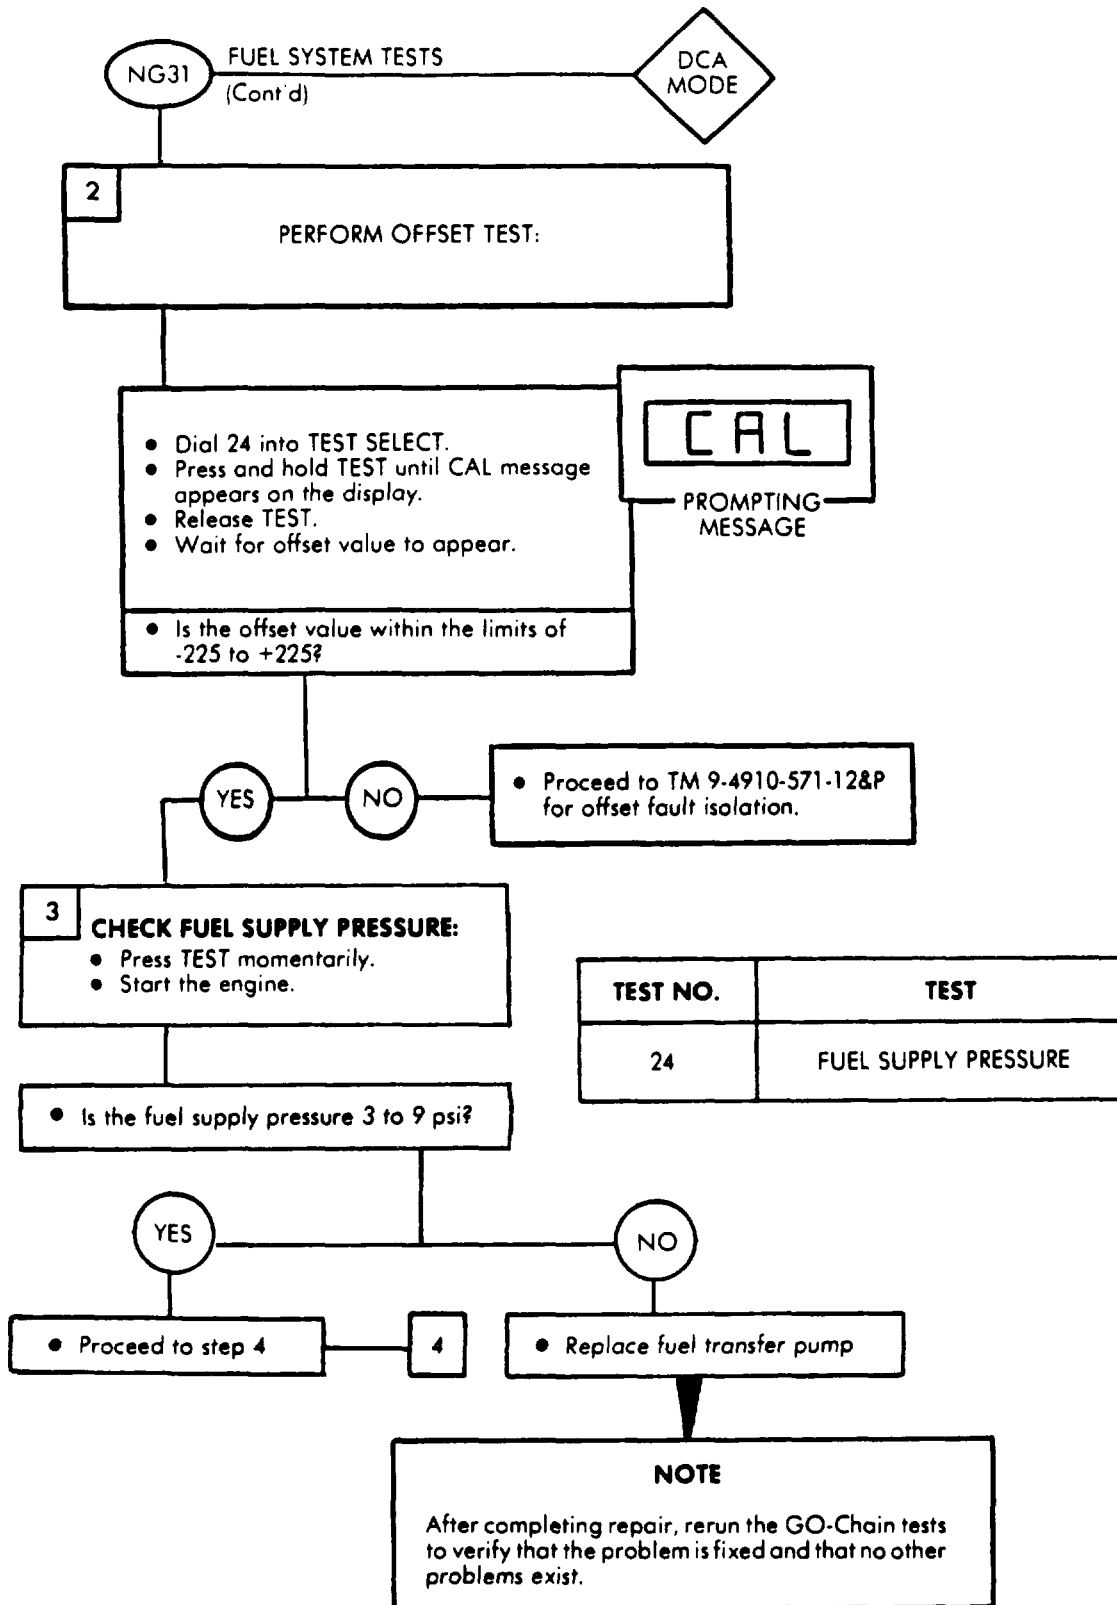 NG31
FUEL SYSTEM TESTS
(Cont'd)
DCA
MODE
2
PERFORM OFFSET TEST:
• Dial 24 into TEST SELECT.
• Press and hold TEST until CAL message
appears on the display.
• Release TEST.
• Wait for offset value to appear.
CAL
PROMPTING
MESSAGE
• Is the offset value within the limits of
-225 to +225?
YES
NO
• Proceed to TM 9-4910-571-12&P
for offset fault isolation.
3
CHECK FUEL SUPPLY PRESSURE:
• Press TEST momentarily.
• Start the engine.
TEST NO.
TEST
24
FUEL SUPPLY PRESSURE
• Is the fuel supply pressure 3 to 9 psi?
YES
NO
• Proceed to step 4
4
• Replace fuel transfer pump
NOTE
After completing repair, rerun the GO-Chain tests
to verify that the problem is fixed and that no other
problems exist.